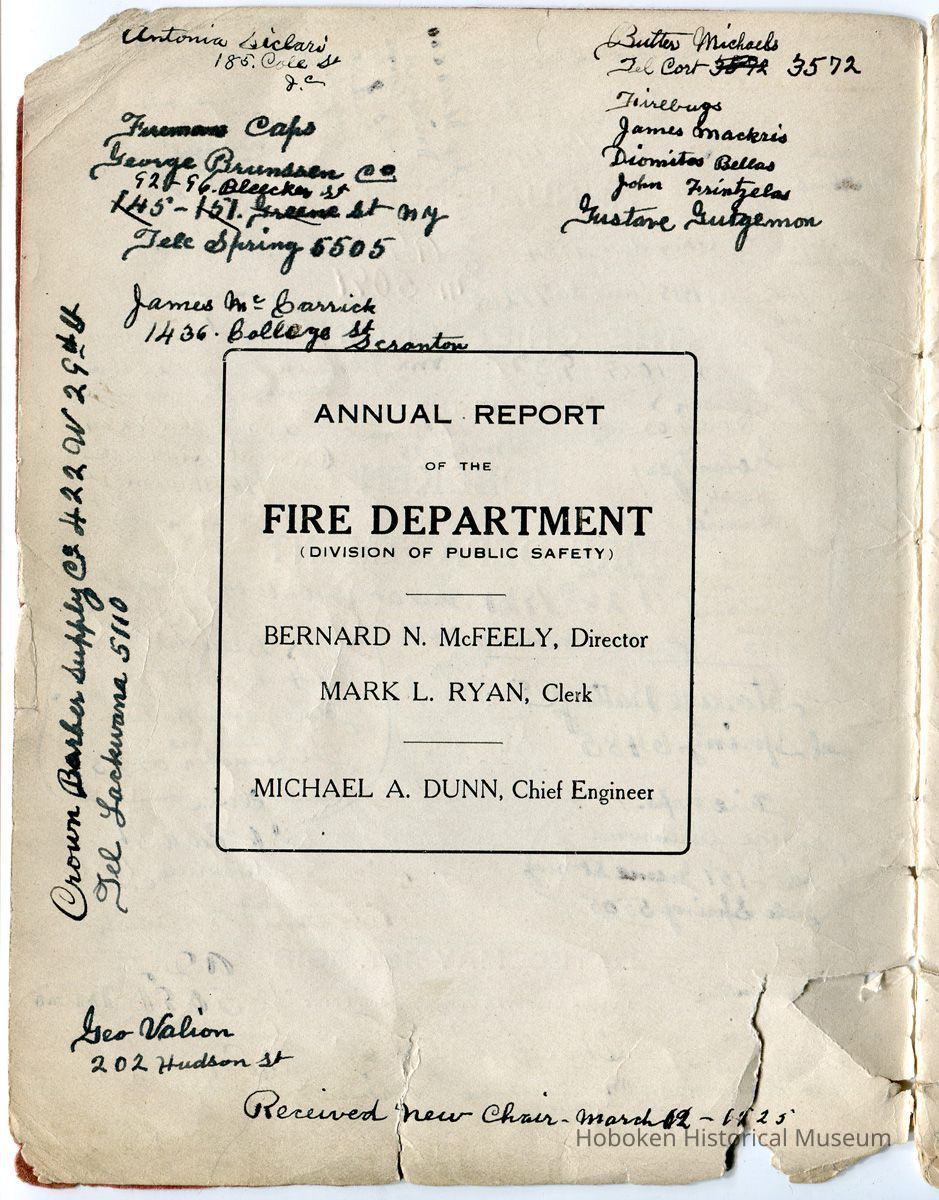 Antonia Siclari
185. Cole St
J.C
Butter Michaels
Tel Cort 3592 3572
Firebugs
James Mackris
Diomitos Bellas
John Frintzelas
Gustave Gutgemon
Firemans Caps
George Brunssen Co
92+96. Bleecker St
145-151. Greene St NY
Tele Spring 5505
James McCarrick
1436. College St
Scranton
Crown Barber Supply Co 422 W 29th St
Tel Lackwana 5110
ANNUAL REPORT
OF THE
FIRE DEPARTMENT
(DIVISION OF PUBLIC SAFETY)
BERNARD N. McFEELY, Director
MARK L. RYAN, Clerk
MICHAEL A. DUNN, Chief Engineer
Geo Valion
202 Hudson St
Received new Chair - March 12 - 1925
Hoboken Historical Museum